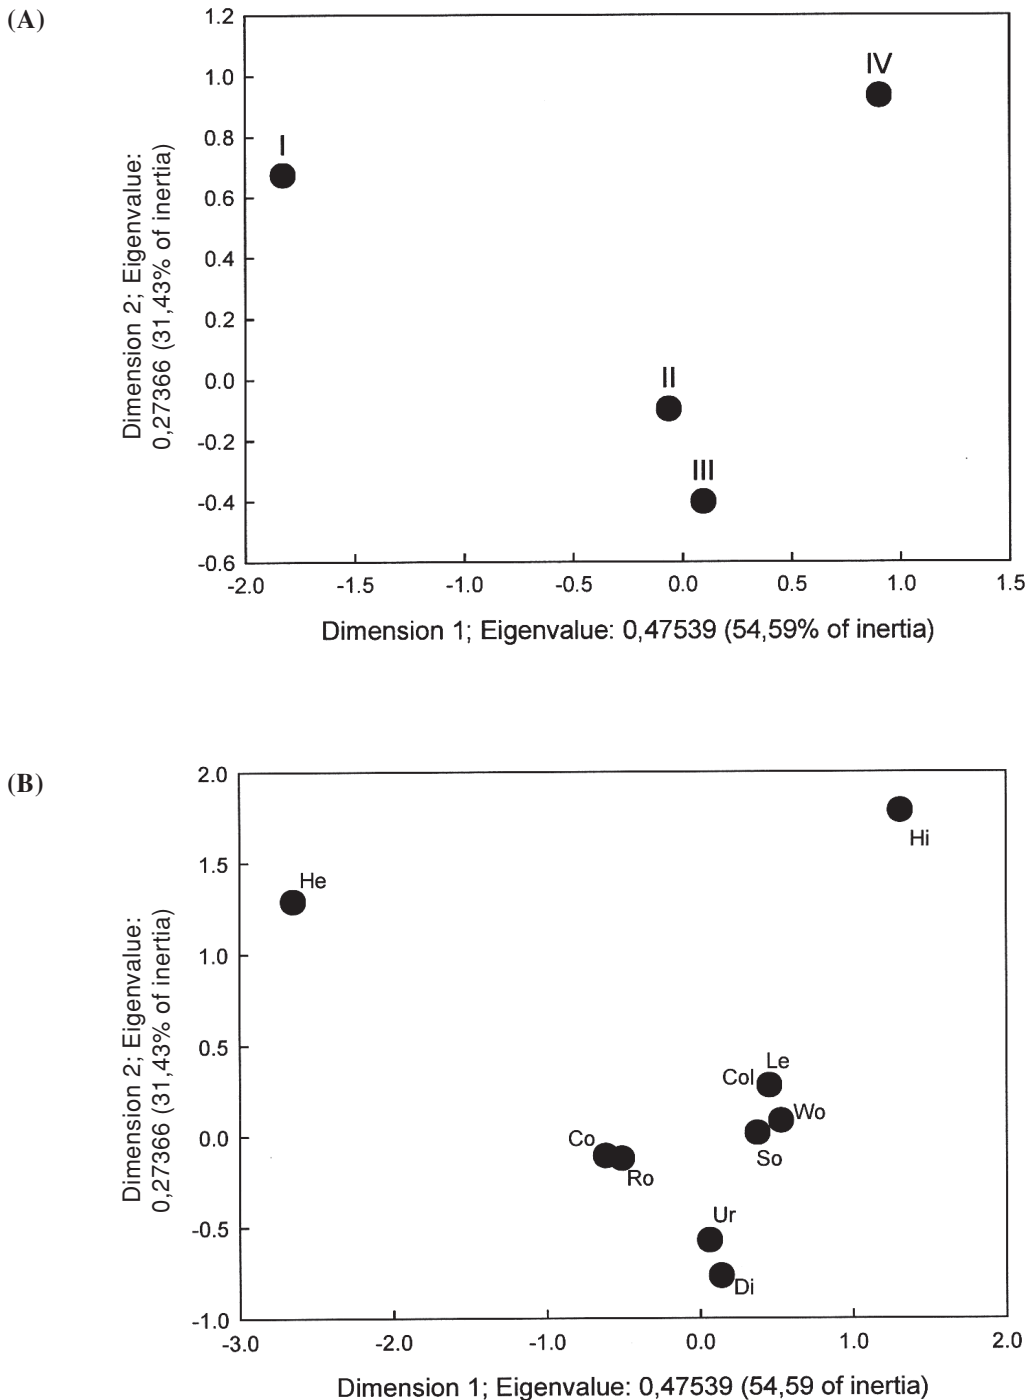 (A)
1.2
1.0
0.8
0.6
0.4
0.2
0.0
-0.2
-0.4
-0.6
Dimension 2; Eigenvalue:
0,27366 (31,43% of inertia)
I
II
III
IV
-2.0 -1.5 -1.0 -0.5 0.0 0.5 1.0 1.5
Dimension 1; Eigenvalue: 0,47539 (54,59% of inertia)
(B)
2.0
1.5
1.0
0.5
0.0
-0.5
-1.0
Dimension 2; Eigenvalue:
0,27366 (31,43% of inertia)
He
Hi
Le
Col
Wo
So
Co
Ro
Ur
Di
-3.0 -2.0 -1.0 0.0 1.0 2.0
Dimension 1; Eigenvalue: 0,47539 (54,59 of inertia)